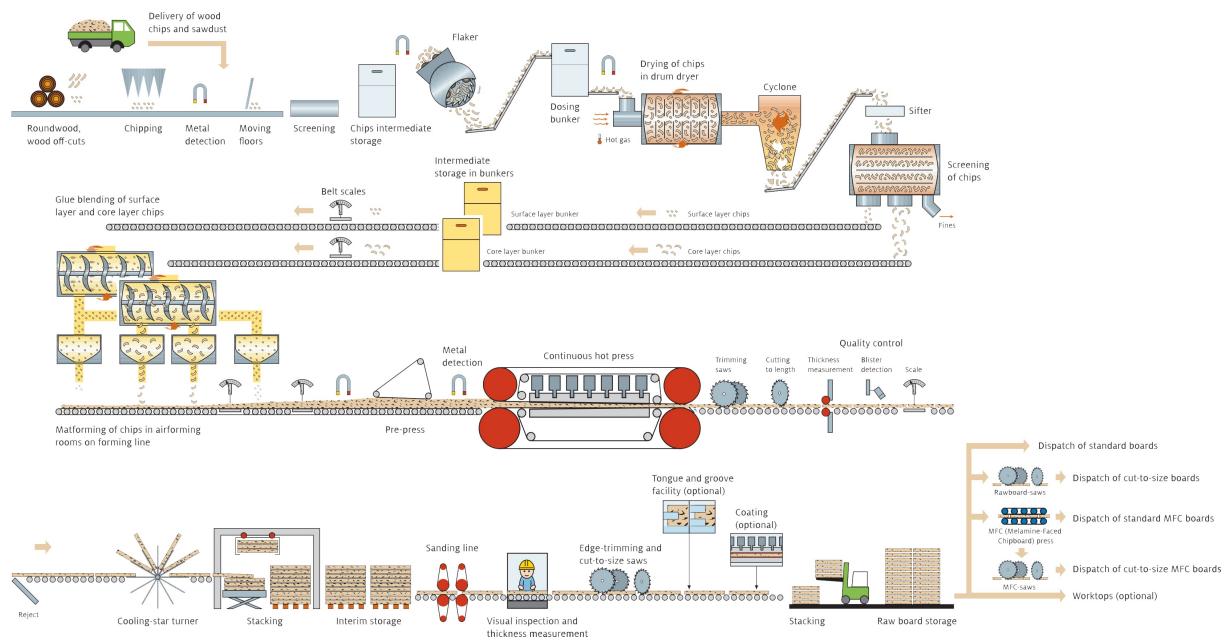 Delivery of wood
chips and sawdust
Roundwood,
wood off-cuts
Chipping
Metal
detection
Moving
floors
Screening
Chips intermediate
storage
Flaker
Dosing
bunker
Drying of chips
in drum dryer
Hot gas
Cyclone
Sifter
Screening
of chips
Fines
Intermediate
storage in bunkers
Belt scales
Glue blending of surface
layer and core layer chips
Surface layer bunker
Surface layer chips
Core layer bunker
Core layer chips
Matforming of chips in airforming
rooms on forming line
Pre-press
Metal
detection
Continuous hot press
Trimming
saws
Cutting
to length
Quality control
Thickness
measurement
Blister
detection
Scale
Reject
Cooling-star turner
Stacking
Interim storage
Sanding line
Visual inspection and
thickness measurement
Edge-trimming and
cut-to-size saws
Tongue and groove
facility (optional)
Coating
(optional)
Stacking
Raw board storage
Dispatch of standard boards
Rawboard-saws
Dispatch of cut-to-size boards
MFC (Melamine-Faced
Chipboard) press
Dispatch of standard MFC boards
MFC-saws
Dispatch of cut-to-size MFC boards
Worktops (optional)